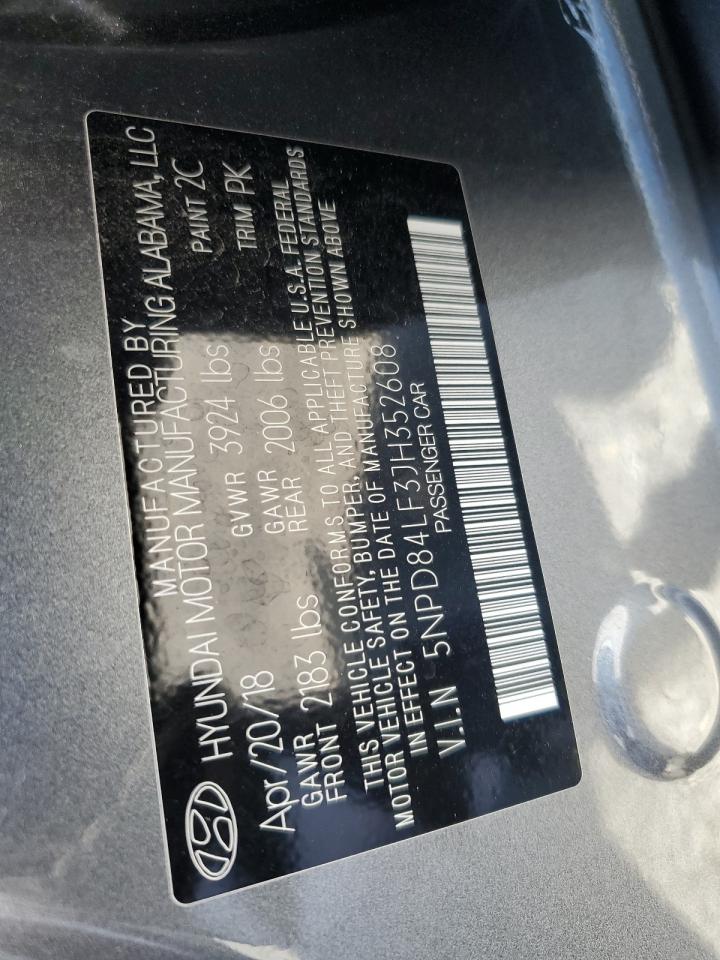 MANUFACTURED BY
HYUNDAI MOTOR MANUFACTURING ALABAMA, LLC
Apr/20/18 GVWR 3924 lbs PAINT 2C
GAWR FRONT 2183 lbs GAWR REAR 2006 lbs TRIM PK
THIS VEHICLE CONFORMS TO ALL APPLICABLE U.S.A. FEDERAL
MOTOR VEHICLE SAFETY, BUMPER, AND THEFT PREVENTION STANDARDS
IN EFFECT ON THE DATE OF MANUFACTURE SHOWN ABOVE
V.I.N 5NPD84LF3JH352608
PASSENGER CAR